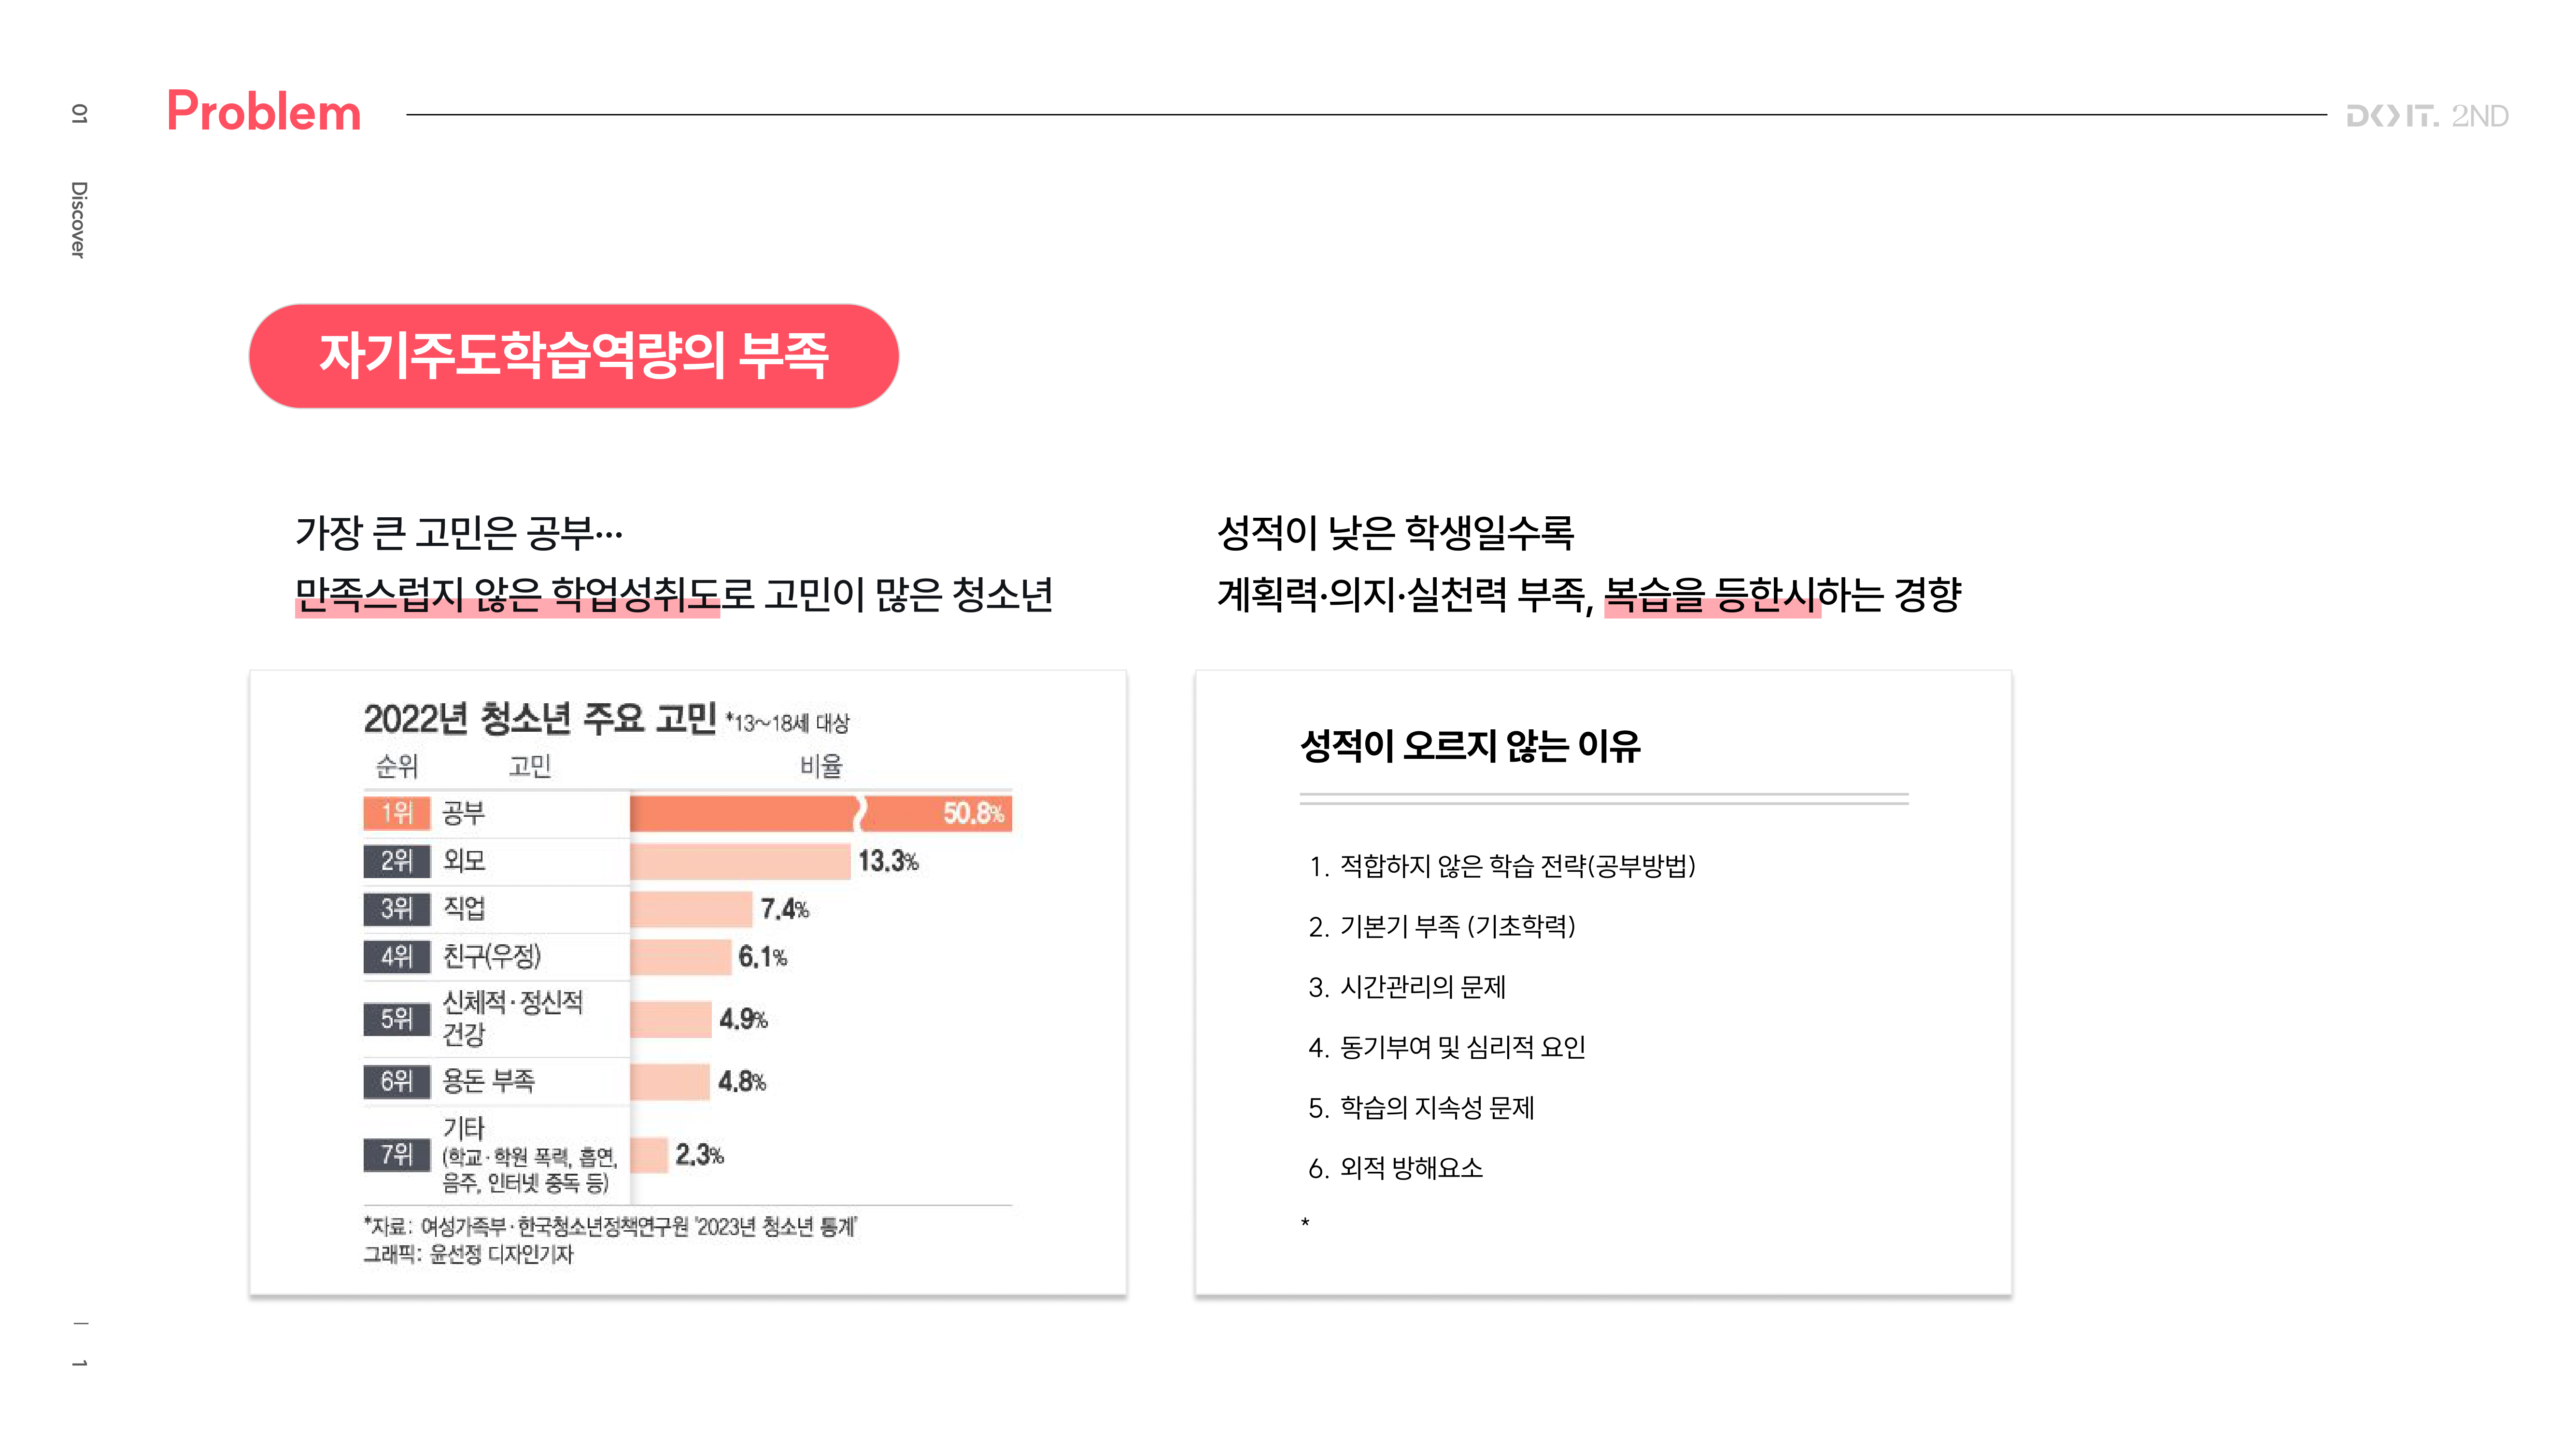 01 Discover
Problem
DOIT. 2ND
자기주도학습역량의 부족
가장 큰 고민은 공부…
만족스럽지 않은 학업성취도로 고민이 많은 청소년
2022년 청소년 주요 고민 *13~18세 대상
순위 고민 비율
1위 공부 50.8%
2위 외모 13.3%
3위 직업 7.4%
4위 친구(우정) 6.1%
5위 신체적·정신적
건강 4.9%
6위 용돈 부족 4.8%
7위 기타
(학교·학원 폭력, 흡연,
음주, 인터넷 중독 등) 2.3%
*자료: 여성가족부·한국청소년정책연구원 '2023년 청소년 통계'
그래픽: 윤선정 디자인기자
성적이 낮은 학생일수록
계획력·의지·실천력 부족, 복습을 등한시하는 경향
성적이 오르지 않는 이유
1. 적합하지 않은 학습 전략(공부방법)
2. 기본기 부족 (기초학력)
3. 시간관리의 문제
4. 동기부여 및 심리적 요인
5. 학습의 지속성 문제
6. 외적 방해요소
*
| 1